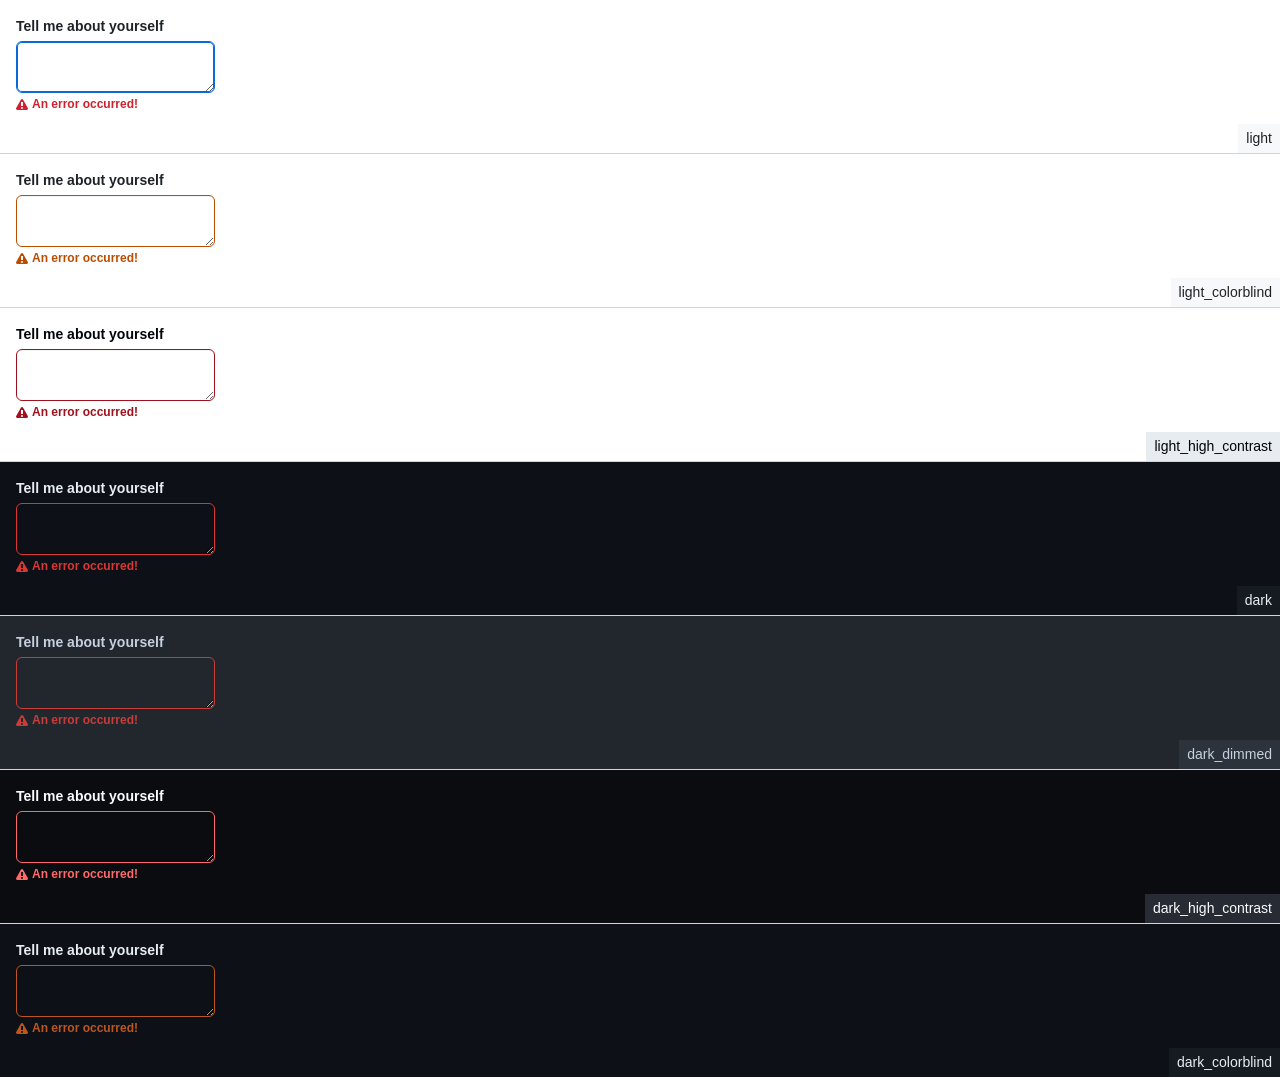 Tell me about yourself
An error occurred!
light
Tell me about yourself
An error occurred!
light_colorblind
Tell me about yourself
An error occurred!
light_high_contrast
Tell me about yourself
An error occurred!
dark
Tell me about yourself
An error occurred!
dark_dimmed
Tell me about yourself
An error occurred!
dark_high_contrast
Tell me about yourself
An error occurred!
dark_colorblind